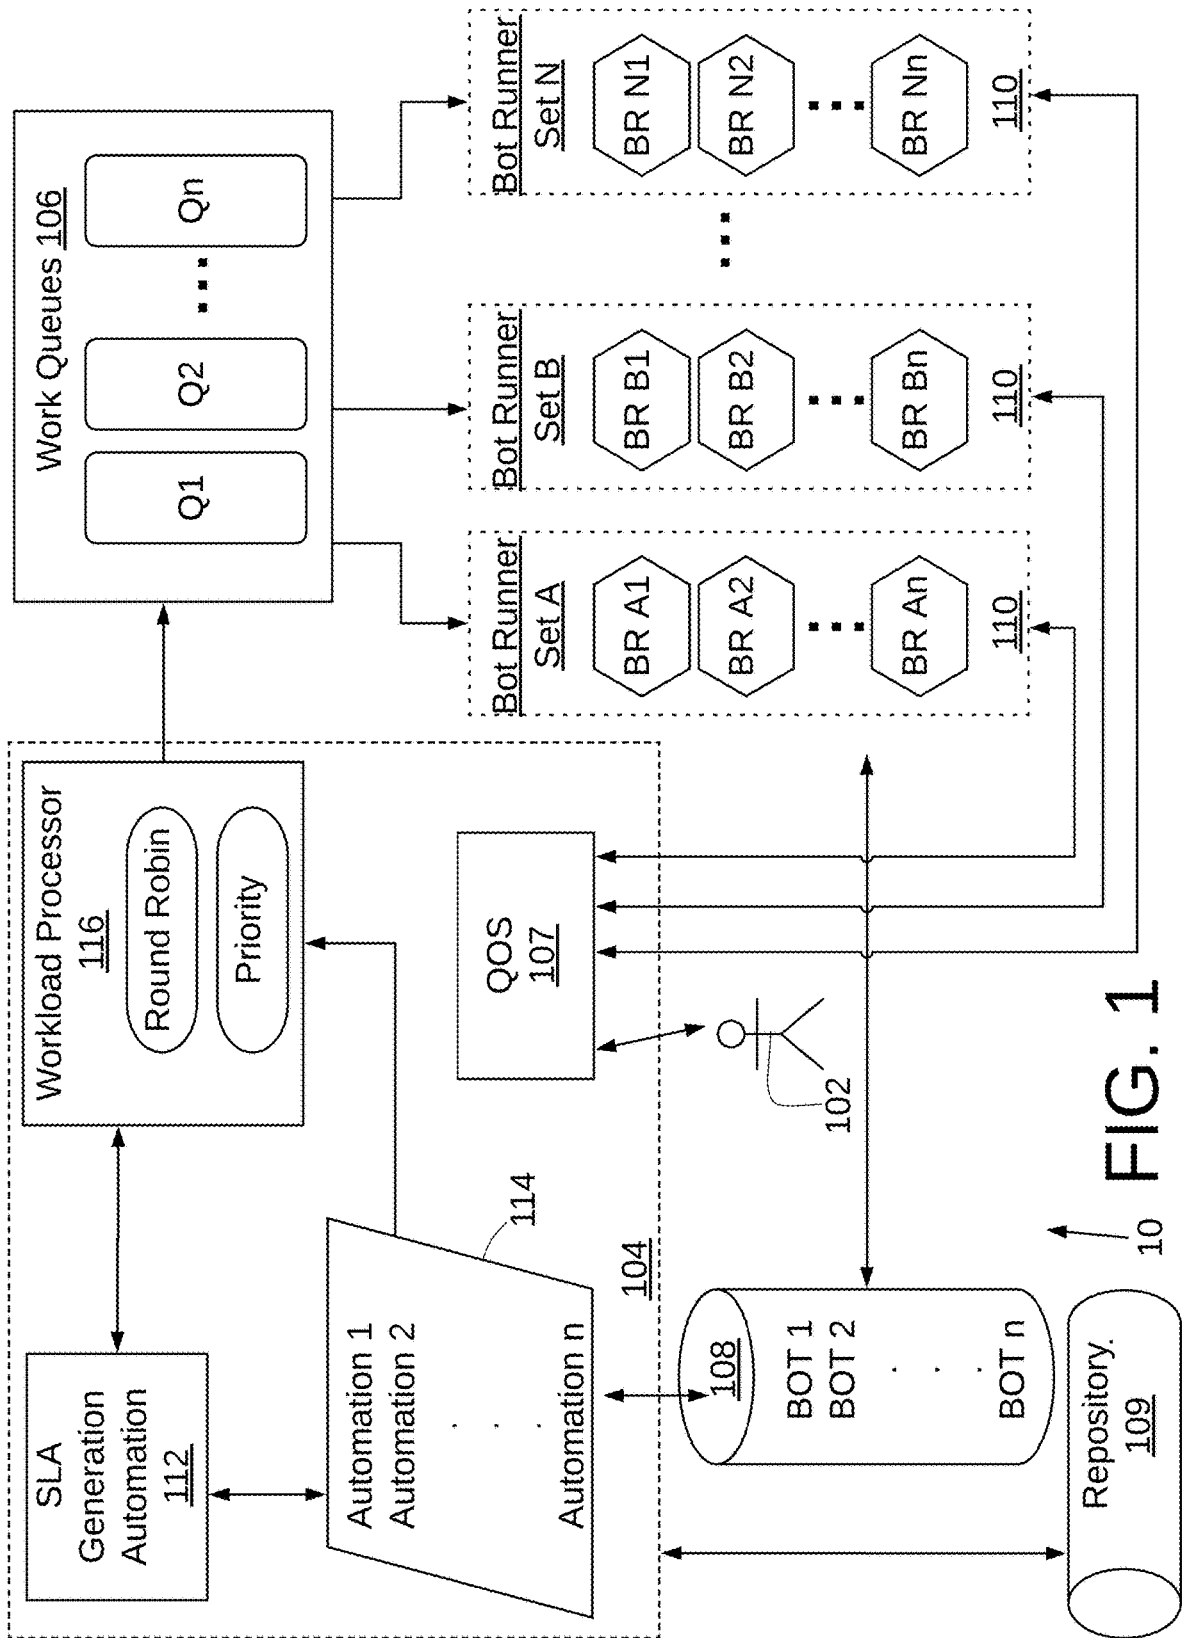 SLA
Generation
Automation
112
Workload Processor
116
Round Robin
Priority
Work Queues 106
Q1
Q2
Qn
Automation 1
Automation 2
.
.
.
Automation n
114
QOS
107
104
102
108
BOT 1
BOT 2
.
.
.
BOT n
Repository.
109
Bot Runner
Set A
BR A1
BR A2
BR An
110
Bot Runner
Set B
BR B1
BR B2
BR Bn
110
Bot Runner
Set N
BR N1
BR N2
BR Nn
110
10
FIG. 1